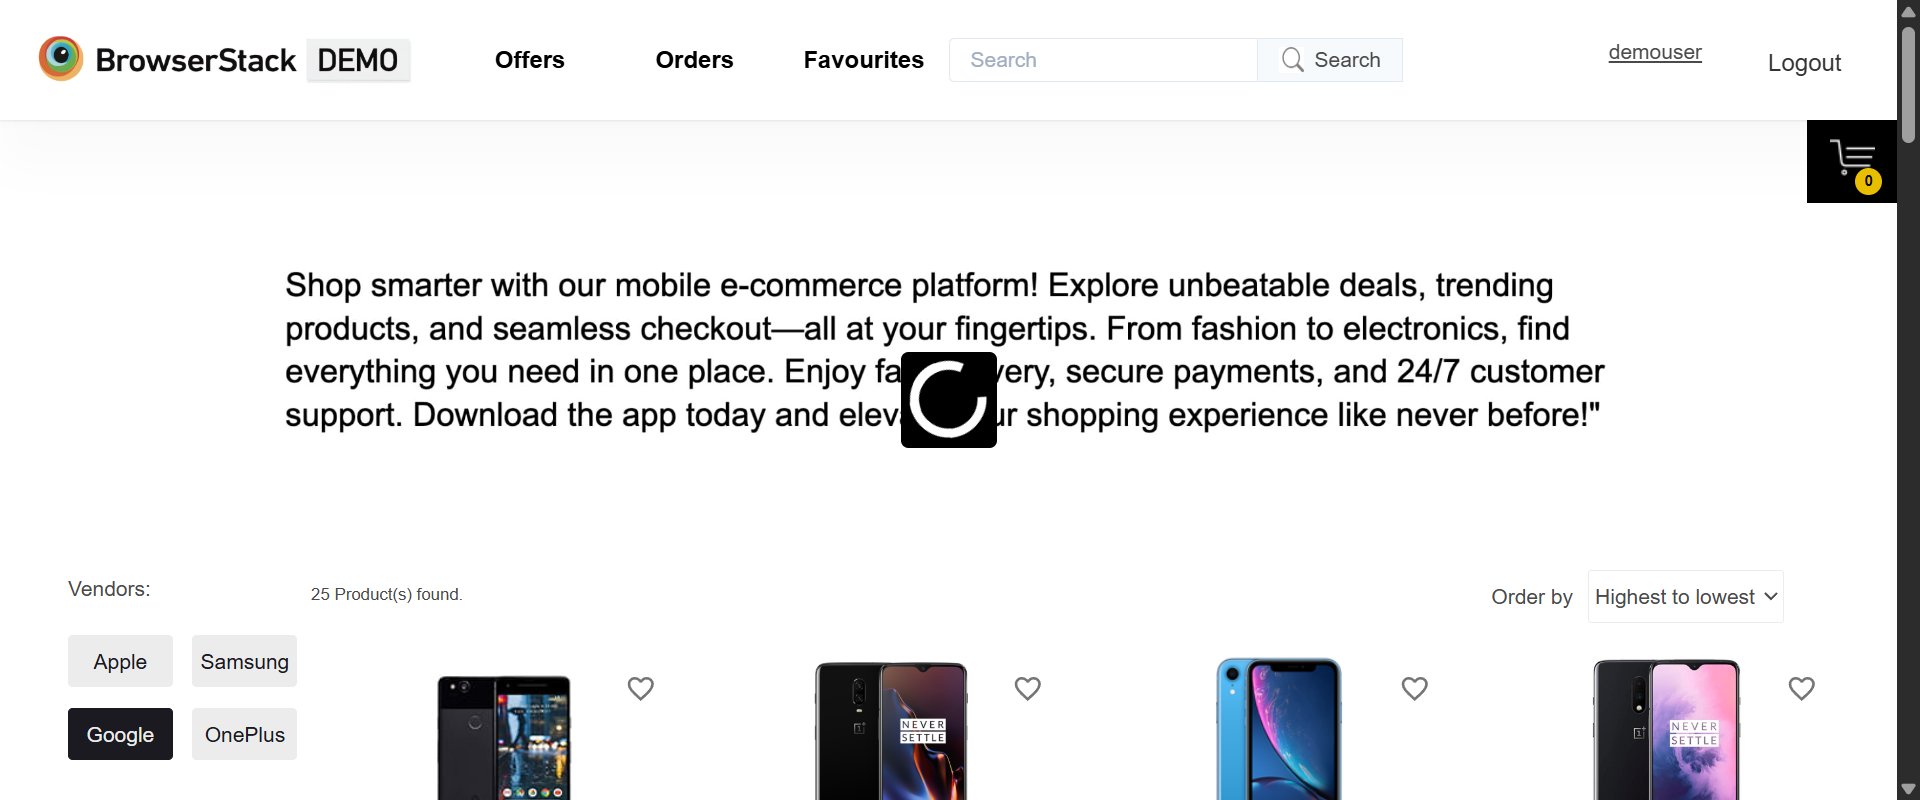 BrowserStack DEMO
Offers
Orders
Favourites
Search
Search
demouser
Logout
0
Shop smarter with our mobile e-commerce platform! Explore unbeatable deals, trending
products, and seamless checkout—all at your fingertips. From fashion to electronics, find
everything you need in one place. Enjoy fa very, secure payments, and 24/7 customer
support. Download the app today and elev ur shopping experience like never before!"
Vendors:
25 Product(s) found.
Order by
Highest to lowest
Apple
Samsung
Google
OnePlus
NEVER
SETTLE
NEVER
SETTLE